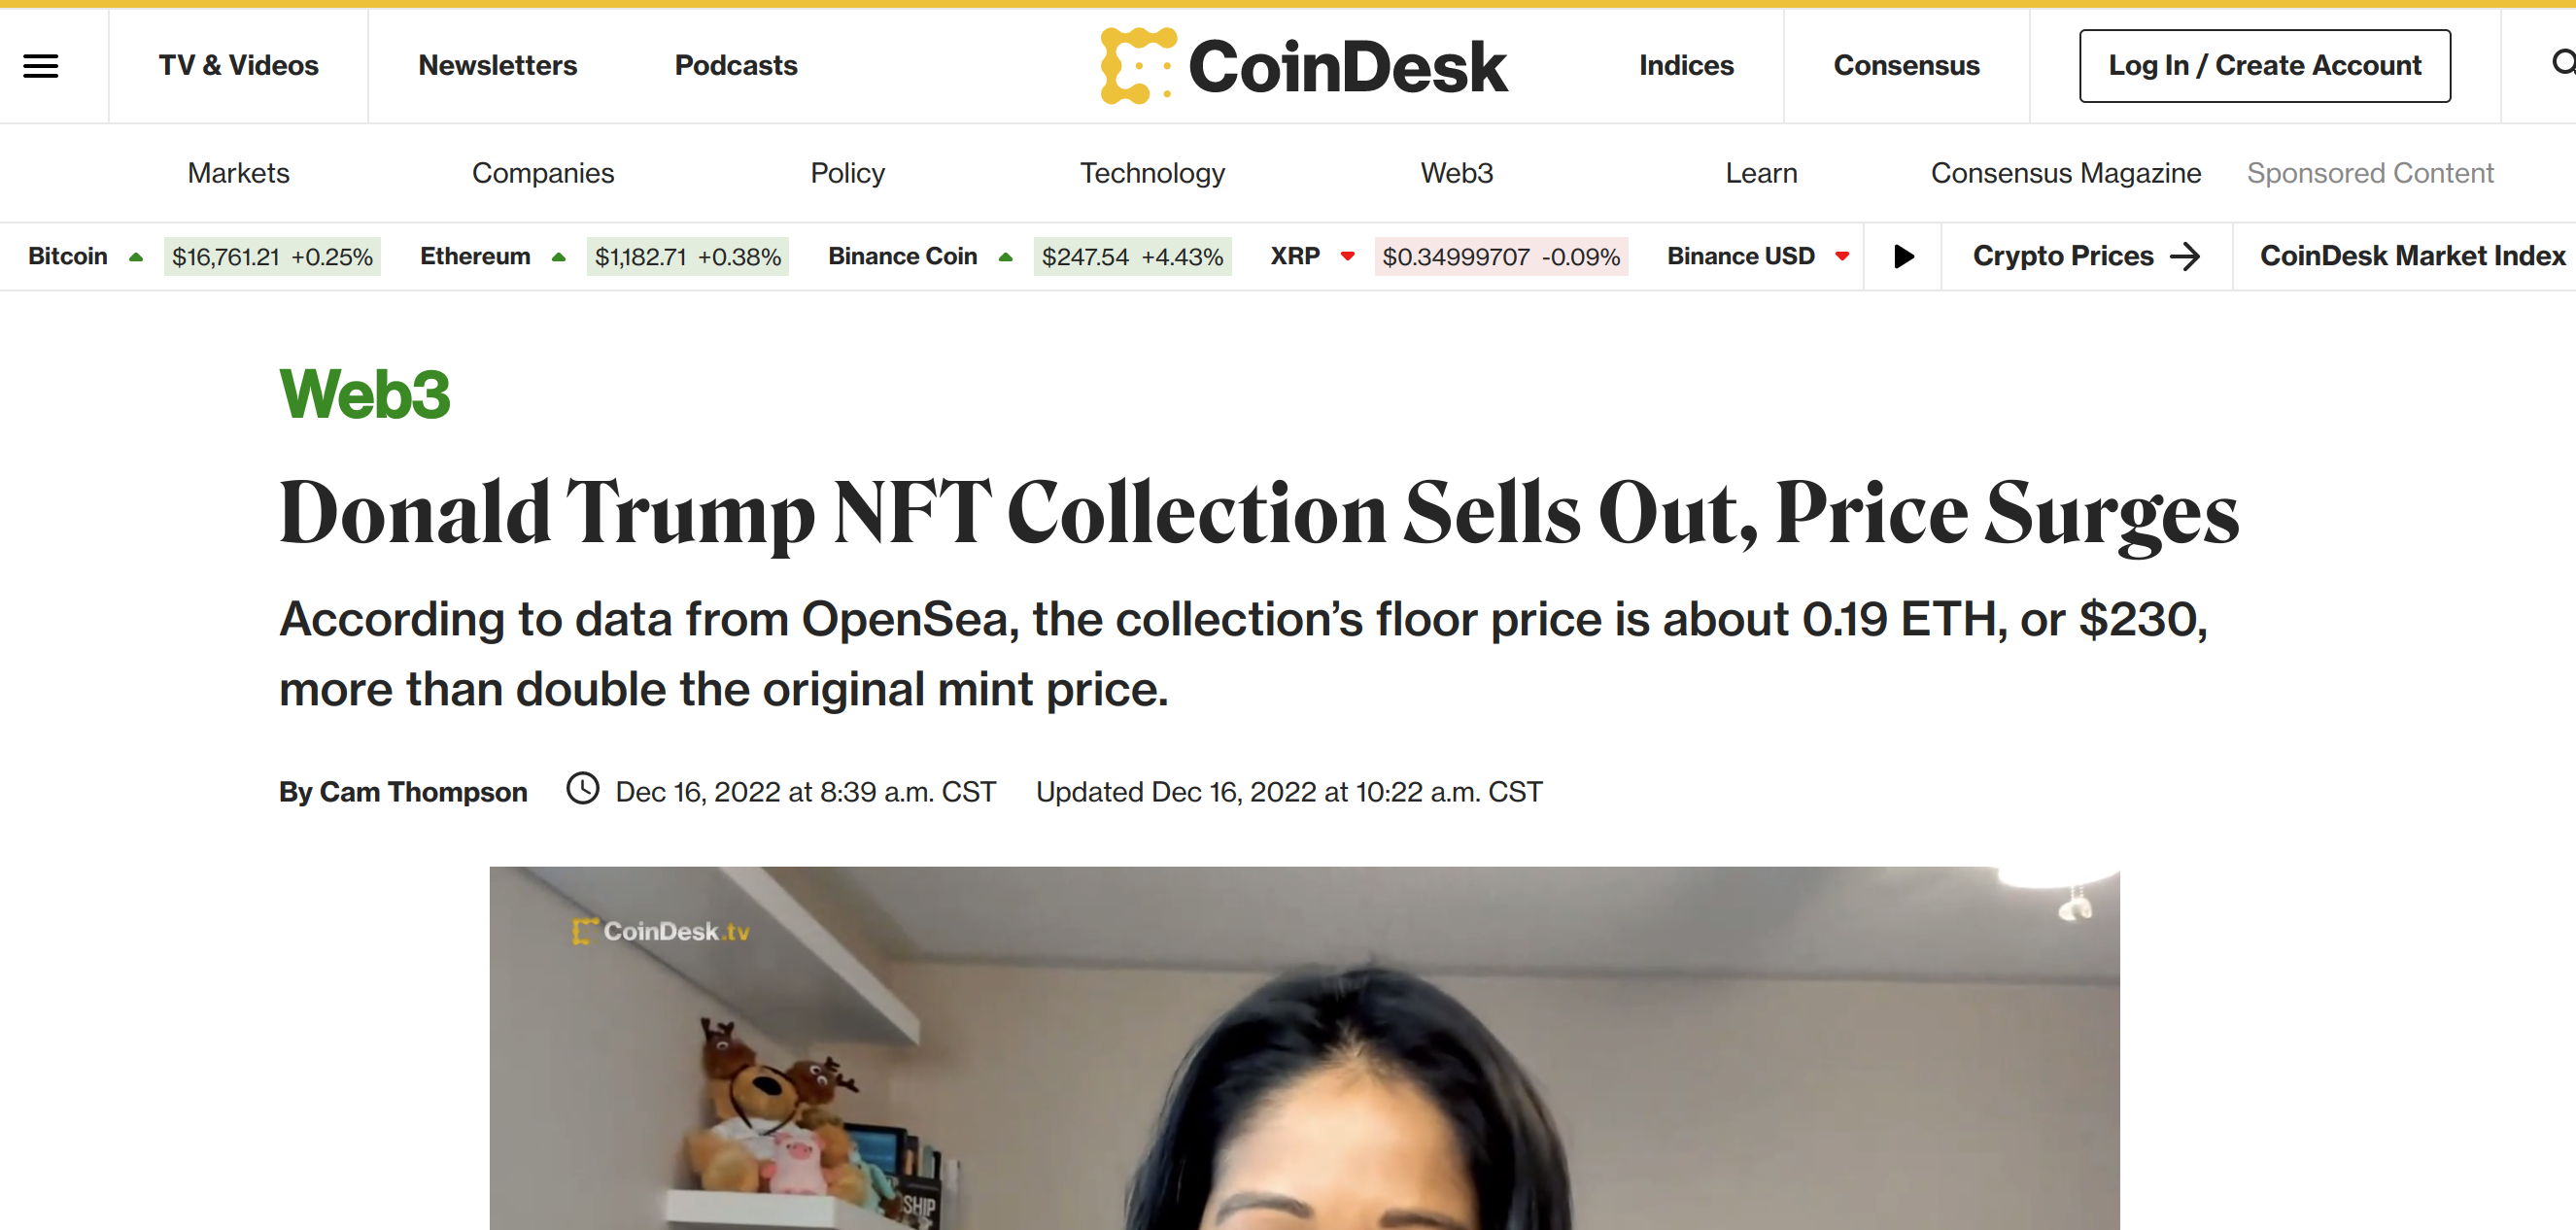 TV & Videos Newsletters Podcasts CoinDesk Indices Consensus Log In / Create Account
Markets Companies Policy Technology Web3 Learn Consensus Magazine Sponsored Content
Bitcoin $16,761.21 +0.25% Ethereum $1,182.71 +0.38% Binance Coin $247.54 +4.43% XRP $0.34999707 -0.09% Binance USD Crypto Prices CoinDesk Market Index
Web3
Donald Trump NFT Collection Sells Out, Price Surges
According to data from OpenSea, the collection’s floor price is about 0.19 ETH, or $230,
more than double the original mint price.
By Cam Thompson Dec 16, 2022 at 8:39 a.m. CST Updated Dec 16, 2022 at 10:22 a.m. CST
CoinDesk.tv
SHIP